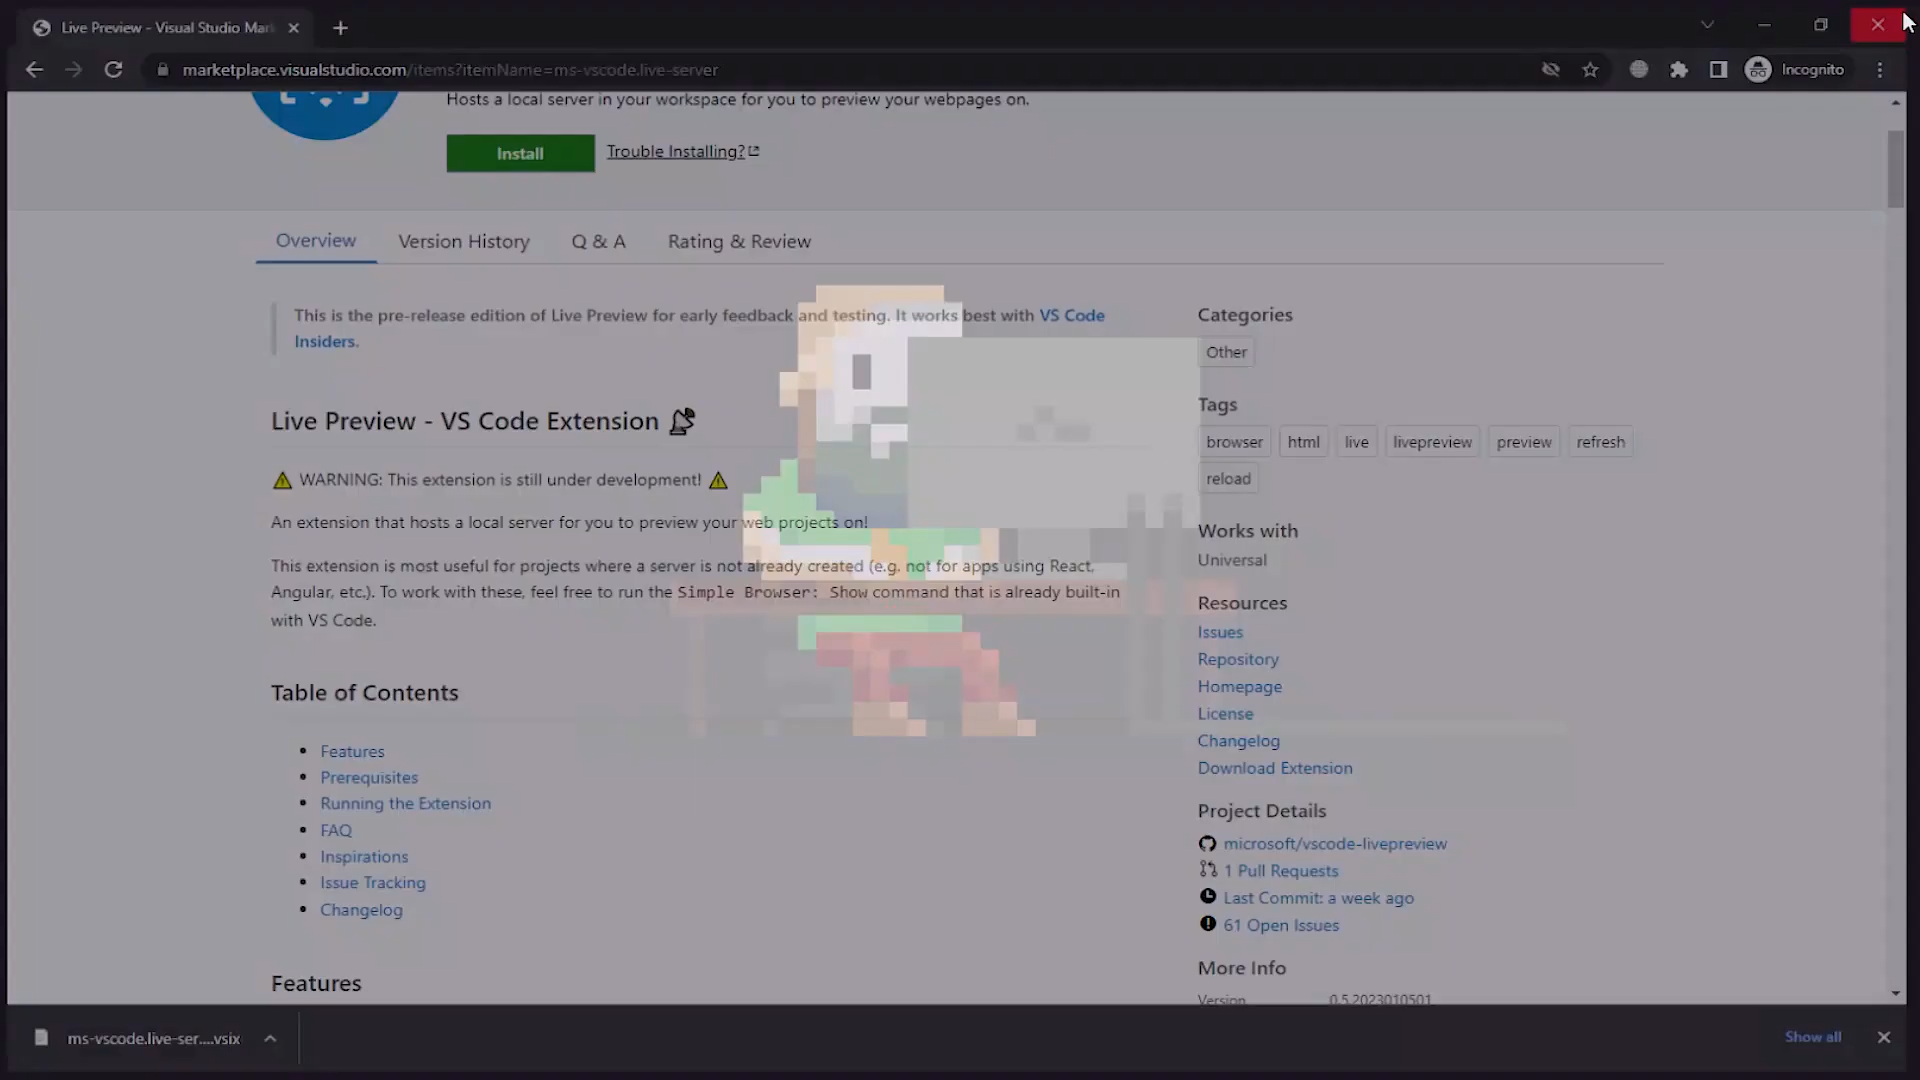 Live Preview - Visual Studio Mar
marketplace.visualstudio.com/items?itemName=ms-vscode.live-server
Incognito
Hosts a local server in your workspace for you to preview your webpages on.
Install
Trouble Installing?
Overview
Version History
Q & A
Rating & Review
This is the pre-release edition of Live Preview for early feedback and testing. It works best with VS Code
Insiders.
Live Preview - VS Code Extension
WARNING: This extension is still under development!
An extension that hosts a local server for you to preview your web projects on!
This extension is most useful for projects where a server is not already created (e.g. not for apps using React,
Angular, etc.). To work with these, feel free to run the Simple Browser: Show command that is already built-in
with VS Code.
Table of Contents
• Features
• Prerequisites
• Running the Extension
• FAQ
• Inspirations
• Issue Tracking
• Changelog
Features
Categories
Other
Tags
browser
html
live
livepreview
preview
refresh
reload
Works with
Universal
Resources
Issues
Repository
Homepage
License
Changelog
Download Extension
Project Details
microsoft/vscode-livepreview
1 Pull Requests
Last Commit: a week ago
61 Open Issues
More Info
Version 0.5.2023010501
ms-vscode.live-ser....vsix
Show all